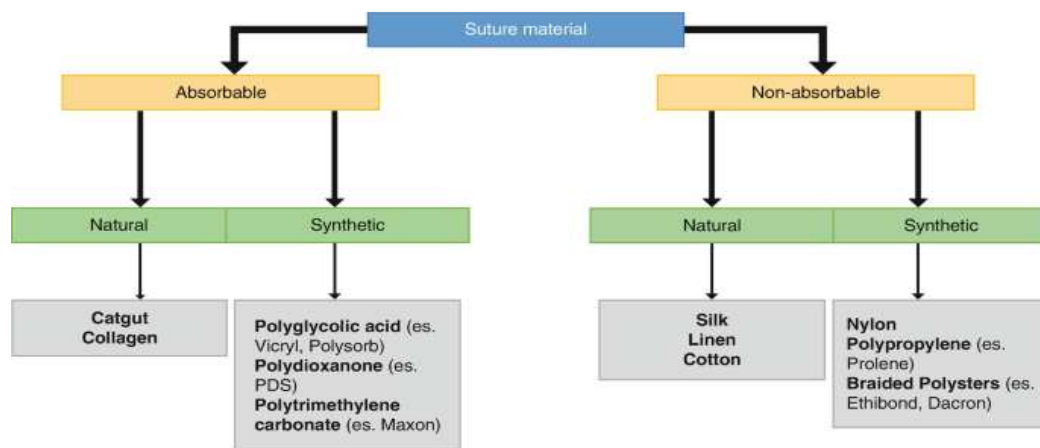 Suture material
Absorbable
Non-absorbable
Natural
Synthetic
Natural
Synthetic
Catgut
Collagen
Polyglycolic acid (es.
Vicryl, Polysorb)
Polydioxanone (es.
PDS)
Polytrimethylene
carbonate (es. Maxon)
Silk
Linen
Cotton
Nylon
Polypropylene (es.
Prolene)
Braided Polysters (es.
Ethibond, Dacron)